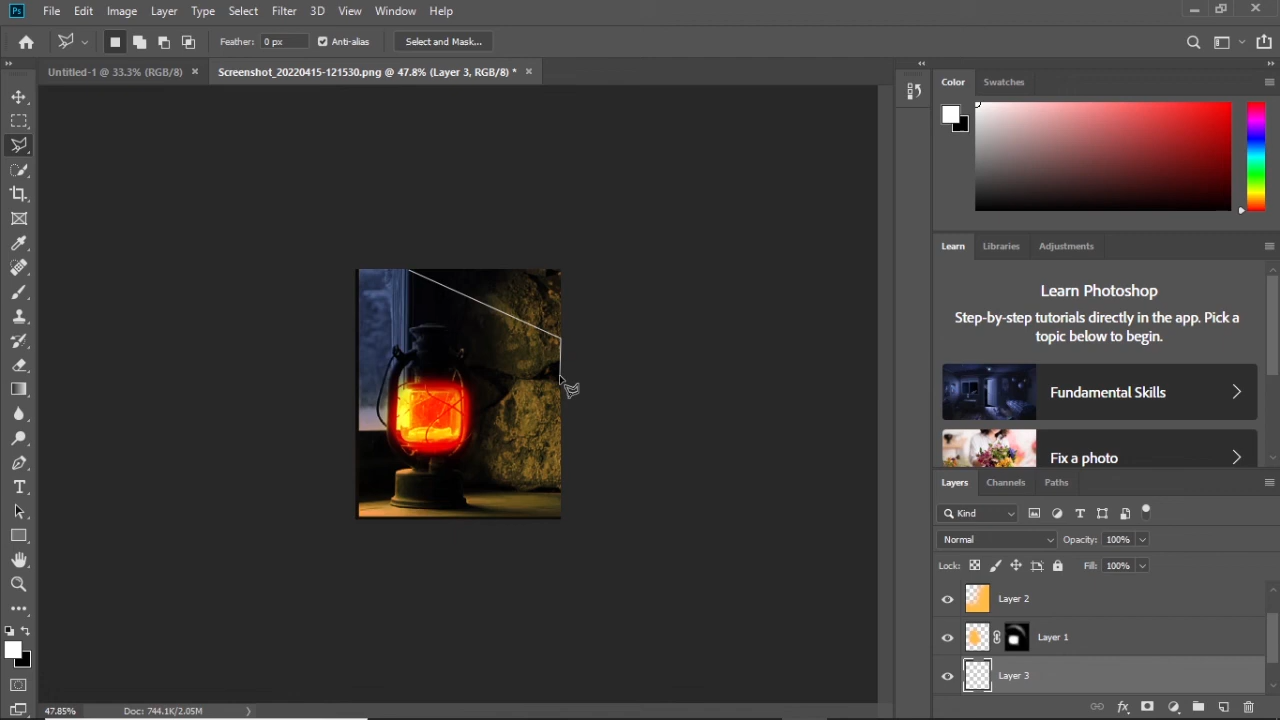 Ps File Edit Image Layer Type Select Filter 3D View Window Help
Feather: 0 px Anti-alias Select and Mask...
Untitled-1 @ 33.3% (RGB/8) × Screenshot_20220415-121530.png @ 47.8% (Layer 3, RGB/8) * ×
Color Swatches
Learn Libraries Adjustments
Learn Photoshop
Step-by-step tutorials directly in the app. Pick a
topic below to begin.
Fundamental Skills
Fix a photo
Layers Channels Paths
Kind
Normal Opacity: 100%
Lock: Fill: 100%
Layer 2
Layer 1
Layer 3
47.85% Doc: 744.1K/2.05M